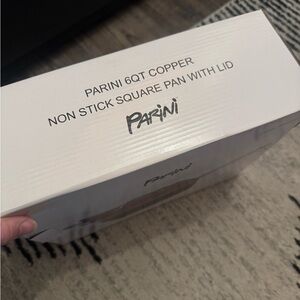 PARINI 6QT COPPER
NON STICK SQUARE PAN WITH LID
PARiNi
PARiNi